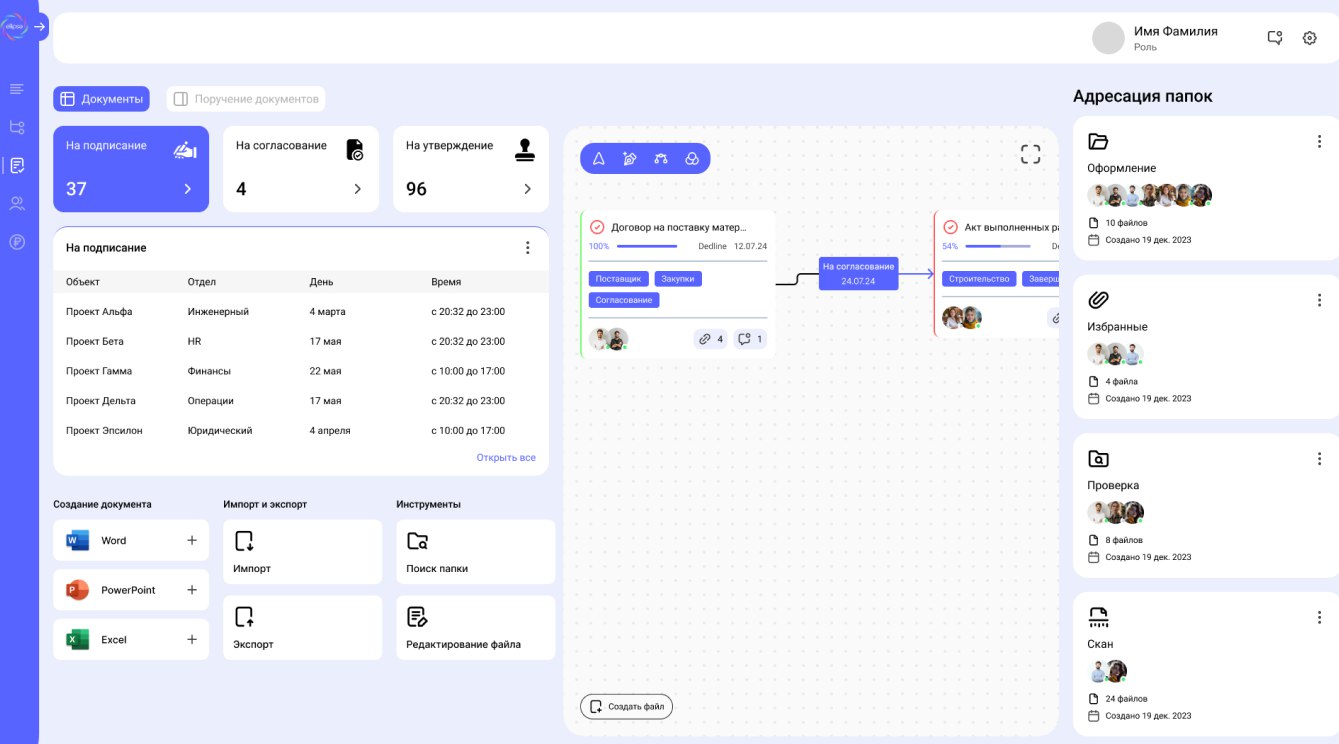 Имя Фамилия
Роль
Документы
Поручение документов
На подписание
37
На согласование
4
На утверждение
96
На подписание
Объект Отдел День Время
Проект Альфа Инженерный 4 марта с 20:32 до 23:00
Проект Бета HR 17 мая с 20:32 до 23:00
Проект Гамма Финансы 22 мая с 10:00 до 17:00
Проект Дельта Операции 17 мая с 20:32 до 23:00
Проект Эпсилон Юридический 4 апреля с 10:00 до 17:00
Открыть все
Создание документа
Word
PowerPoint
Excel
Импорт и экспорт
Импорт
Экспорт
Инструменты
Поиск папки
Редактирование файла
Договор на поставку матер...
100% Dedline 12.07.24
Поставщик Закупки
Согласование
4 1
На согласование
24.07.24
Акт выполненных ра
54% De
Строительство Заверш
Создать файл
Адресация папок
Оформление
10 файлов
Создано 19 дек. 2023
Избранные
4 файла
Создано 19 дек. 2023
Проверка
8 файлов
Создано 19 дек. 2023
Скан
24 файлов
Создано 19 дек. 2023